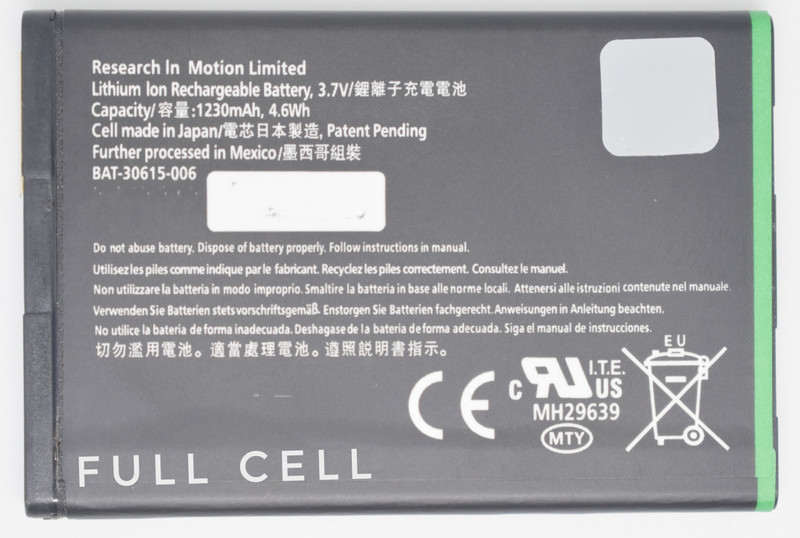 Research In Motion Limited
Lithium Ion Rechargeable Battery, 3.7V/鋰離子充電電池
Capacity/容量:1230mAh, 4.6Wh
Cell made in Japan/電芯日本製造, Patent Pending
Further processed in Mexico/墨西哥組裝
BAT-30615-006
Do not abuse battery. Dispose of battery properly. Follow instructions in manual.
Utilisez les piles comme indique par le fabricant. Recyclez les piles correctement. Consultez le manuel.
Non utilizzare la batteria in modo improprio. Smaltire la batteria in base alle norme locali. Attenersi alle istruzioni contenute nel manuale.
Verwenden Sie Batterien stets vorschriftsgemäß. Enstorgen Sie Batterien fachgerecht. Anweisungen in Anleitung beachten.
No utilice la bateria de forma inadecuada. Deshagase de la bateria de forma adecuada. Siga el manual de instrucciones.
切勿濫用電池。適當處理電池。遵照說明書指示。
EU
CE
c RU US I.T.E.
MH29639
MTY
FULL CELL